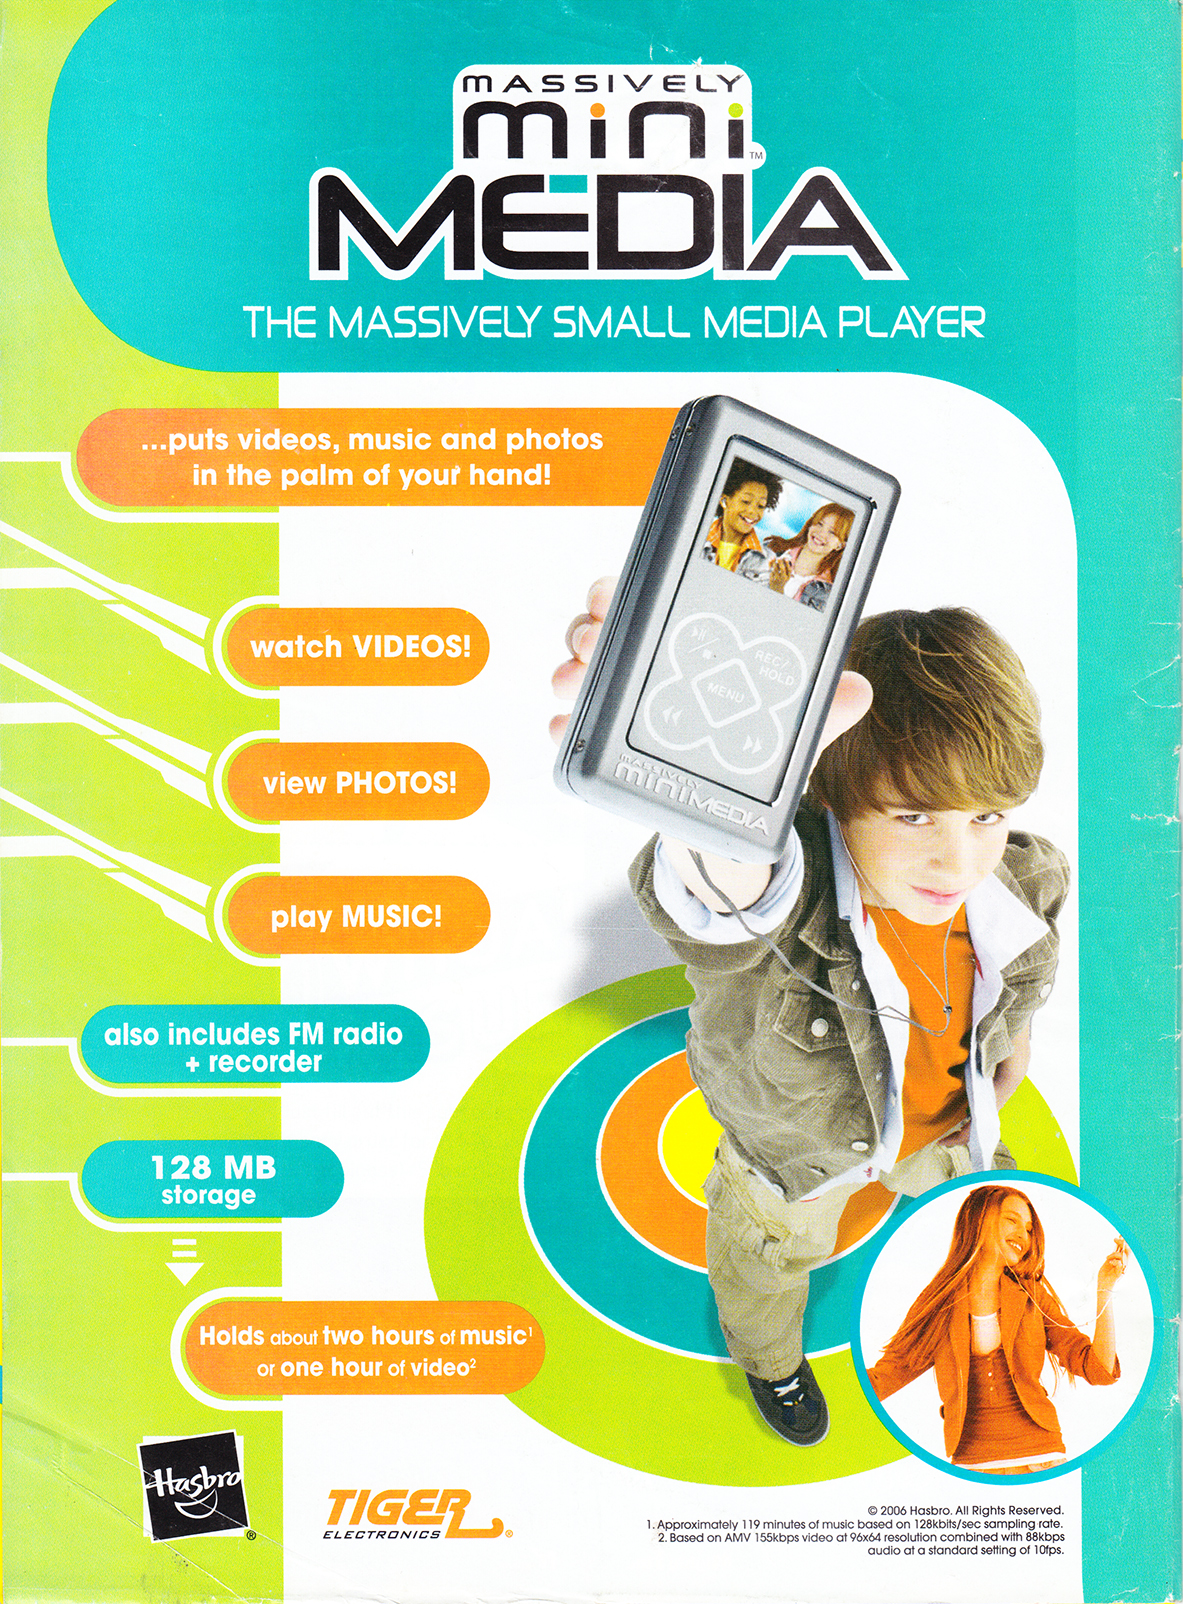 MASSIVELY
mini™
MEDIA
THE MASSIVELY SMALL MEDIA PLAYER
...puts videos, music and photos
in the palm of your hand!
watch VIDEOS!
view PHOTOS!
play MUSIC!
also includes FM radio
+ recorder
128 MB
storage
=
Holds about two hours of music¹
or one hour of video²
REC/
HOLD
MENU
MASSIVELY
miniMEDIA
Hasbro
®
TIGER
ELECTRONICS®
© 2006 Hasbro. All Rights Reserved.
1. Approximately 119 minutes of music based on 128kbits/sec sampling rate.
2. Based on AMV 155kbps video at 96x64 resolution combined with 88kbps
audio at a standard setting of 10fps.